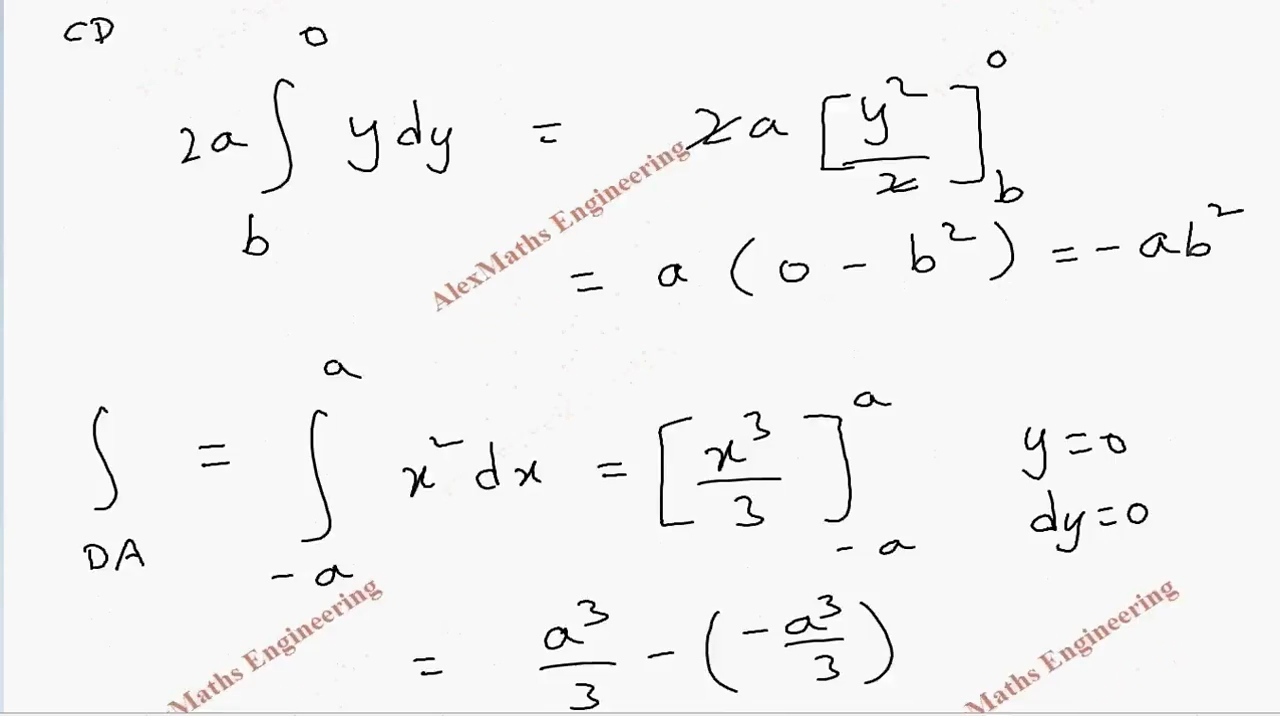 CD
2a ∫_b^0 y dy = 2a [y²/2]_b^0
= a (0 - b²) = - ab²
∫_DA = ∫_{-a}^a x² dx = [x³/3]_{-a}^a y = 0
dy = 0
= a³/3 - (-a³/3)
AlexMaths Engineering
Maths Engineering
Maths Engineering